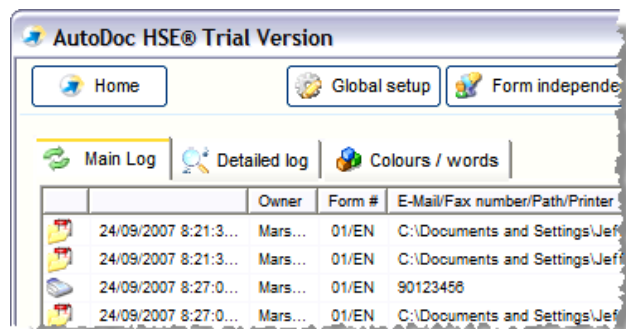 AutoDoc HSE® Trial Version
Home Global setup Form independe
Main Log Detailed log Colours / words
Owner Form # E-Mail/Fax number/Path/Printer
24/09/2007 8:21:3... Mars... 01/EN C:\Documents and Settings\Jeff
24/09/2007 8:21:3... Mars... 01/EN C:\Documents and Settings\Jeff
24/09/2007 8:27:0... Mars... 01/EN 90123456
24/09/2007 8:27:0... Mars... 01/EN C:\Documents and Settings\Jeff